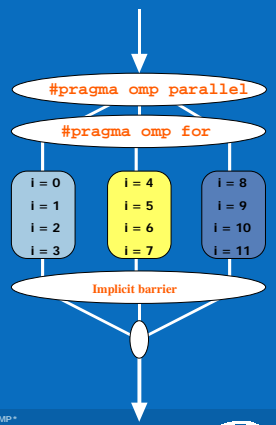 #pragma omp parallel
#pragma omp for
i = 0 i = 4 i = 8
i = 1 i = 5 i = 9
i = 2 i = 6 i = 10
i = 3 i = 7 i = 11
Implicit barrier
MP*